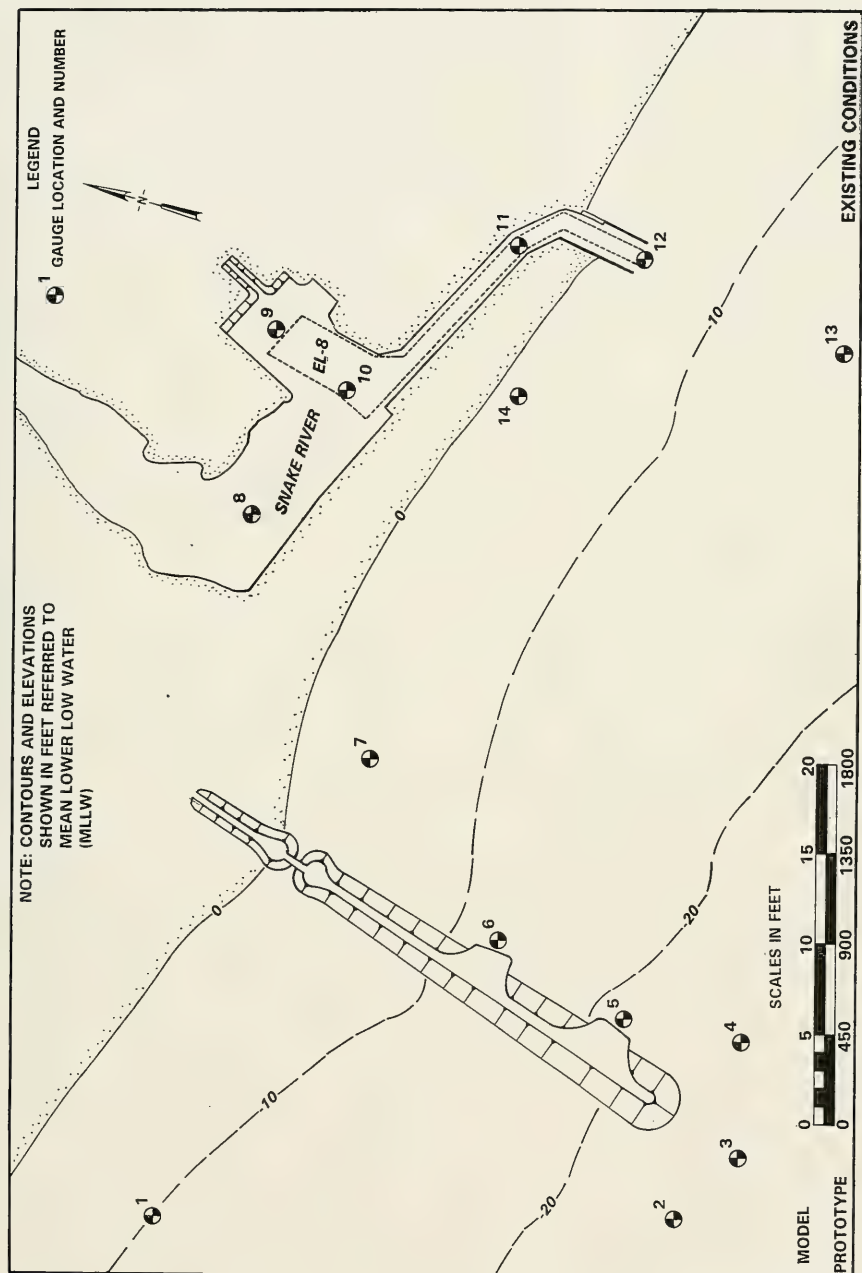 NOTE: CONTOURS AND ELEVATIONS
SHOWN IN FEET REFERRED TO
MEAN LOWER LOW WATER
(MLLW)
LEGEND
1 GAUGE LOCATION AND NUMBER
N
0
-10
-20
1
2
3
4
5
6
7
8
SNAKE RIVER
9
EL-8
10
11
12
13
14
0
-10
-20
SCALES IN FEET
MODEL 0 5 10 15 20
PROTOTYPE 0 450 900 1350 1800
EXISTING CONDITIONS